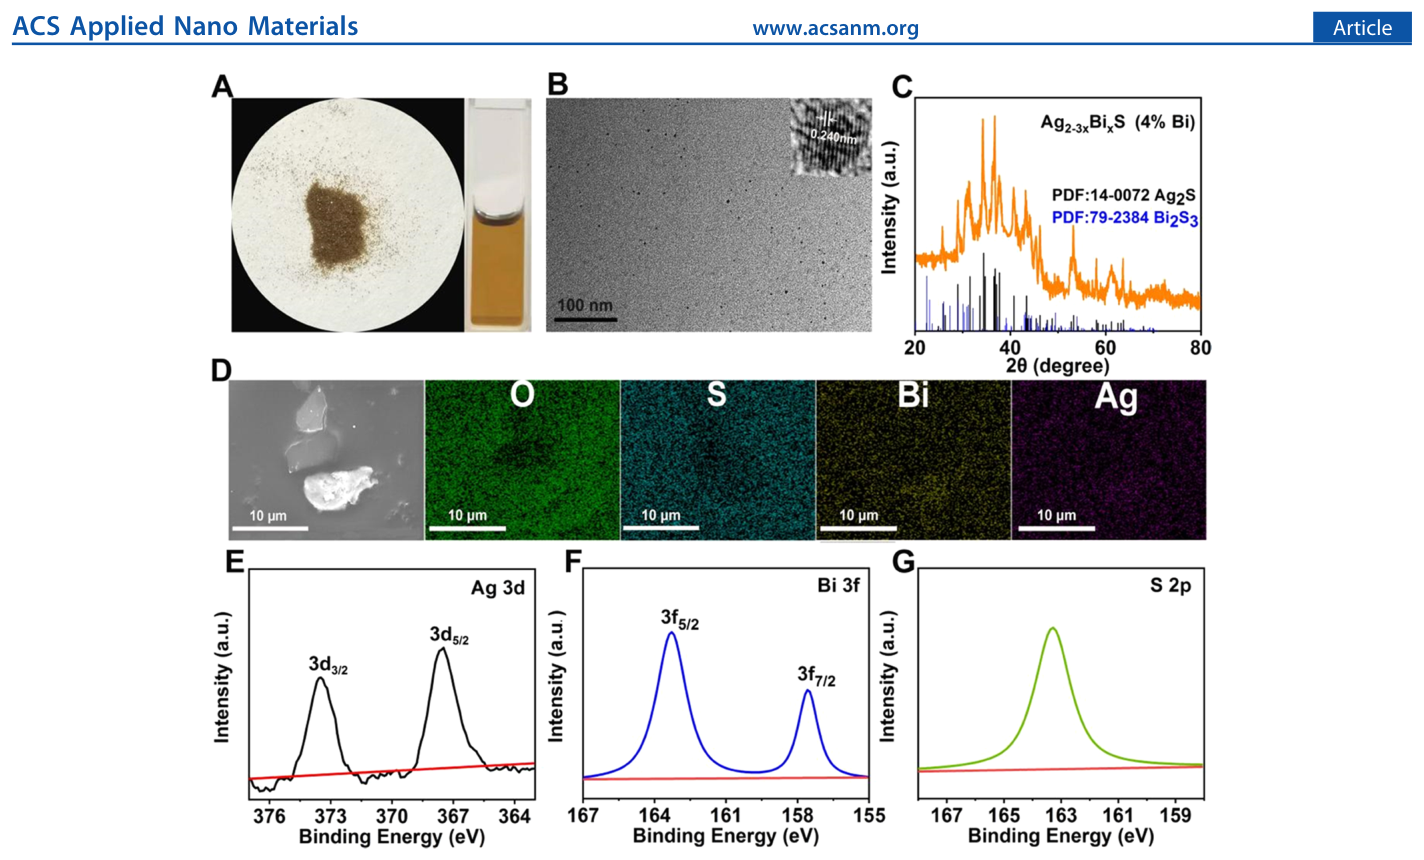 ACS Applied Nano Materials www.acsanm.org Article
A
B
0.240nm
100 nm
C
Intensity (a.u.)
Ag2-3xBixS (4% Bi)
PDF:14-0072 Ag2S
PDF:79-2384 Bi2S3
20 40 60 80
2θ (degree)
D
O S Bi Ag
10 µm 10 µm 10 µm 10 µm 10 µm
E
Intensity (a.u.)
Ag 3d
3d5/2
3d3/2
376 373 370 367 364
Binding Energy (eV)
F
Intensity (a.u.)
Bi 3f
3f5/2
3f7/2
167 164 161 158 155
Binding Energy (eV)
G
Intensity (a.u.)
S 2p
167 165 163 161 159
Binding Energy (eV)